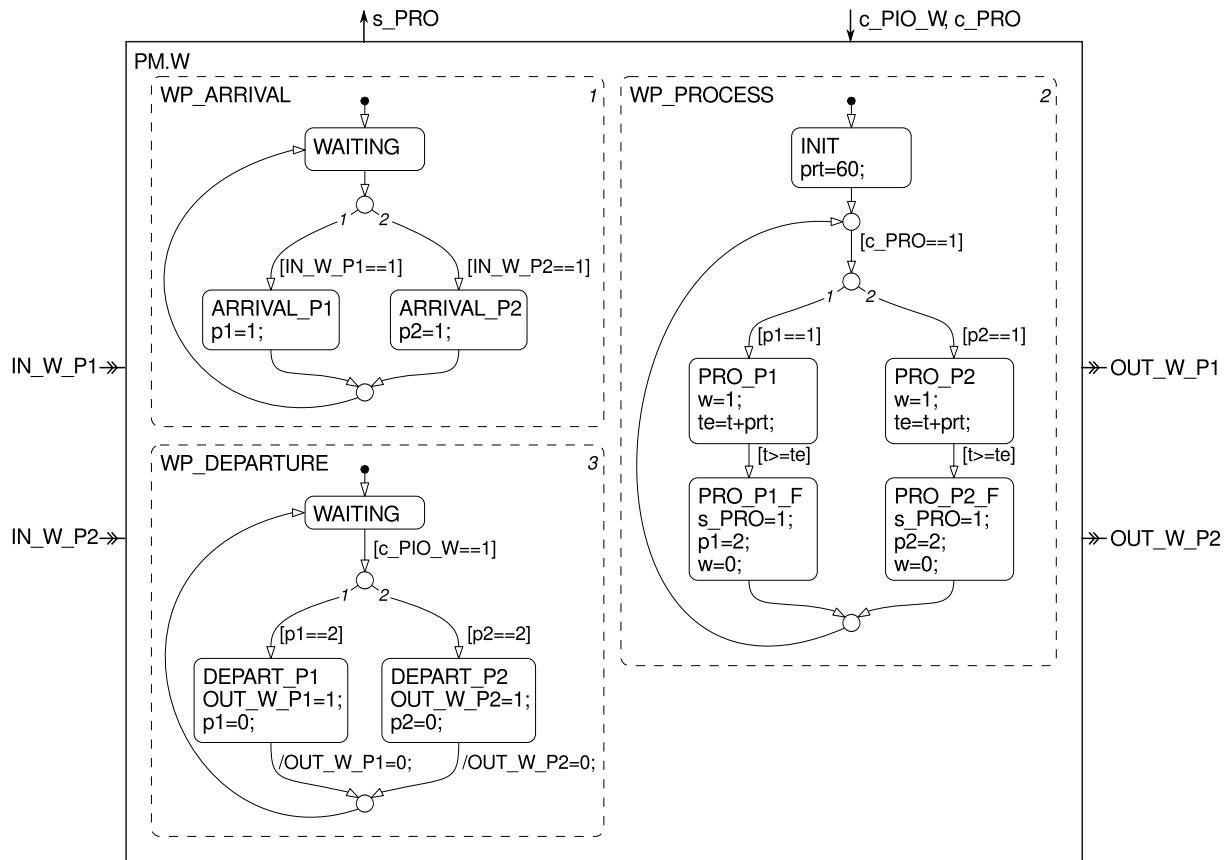 s_PRO
c_PIO_W, c_PRO
PM.W
WP_ARRIVAL
1
WAITING
1
2
[IN_W_P1==1]
[IN_W_P2==1]
ARRIVAL_P1
p1=1;
ARRIVAL_P2
p2=1;
WP_PROCESS
2
INIT
prt=60;
[c_PRO==1]
1
2
[p1==1]
[p2==1]
PRO_P1
w=1;
te=t+prt;
PRO_P2
w=1;
te=t+prt;
[t>=te]
[t>=te]
PRO_P1_F
s_PRO=1;
p1=2;
w=0;
PRO_P2_F
s_PRO=1;
p2=2;
w=0;
WP_DEPARTURE
3
WAITING
[c_PIO_W==1]
1
2
[p1==2]
[p2==2]
DEPART_P1
OUT_W_P1=1;
p1=0;
DEPART_P2
OUT_W_P2=1;
p2=0;
/OUT_W_P1=0;
/OUT_W_P2=0;
IN_W_P1
IN_W_P2
OUT_W_P1
OUT_W_P2